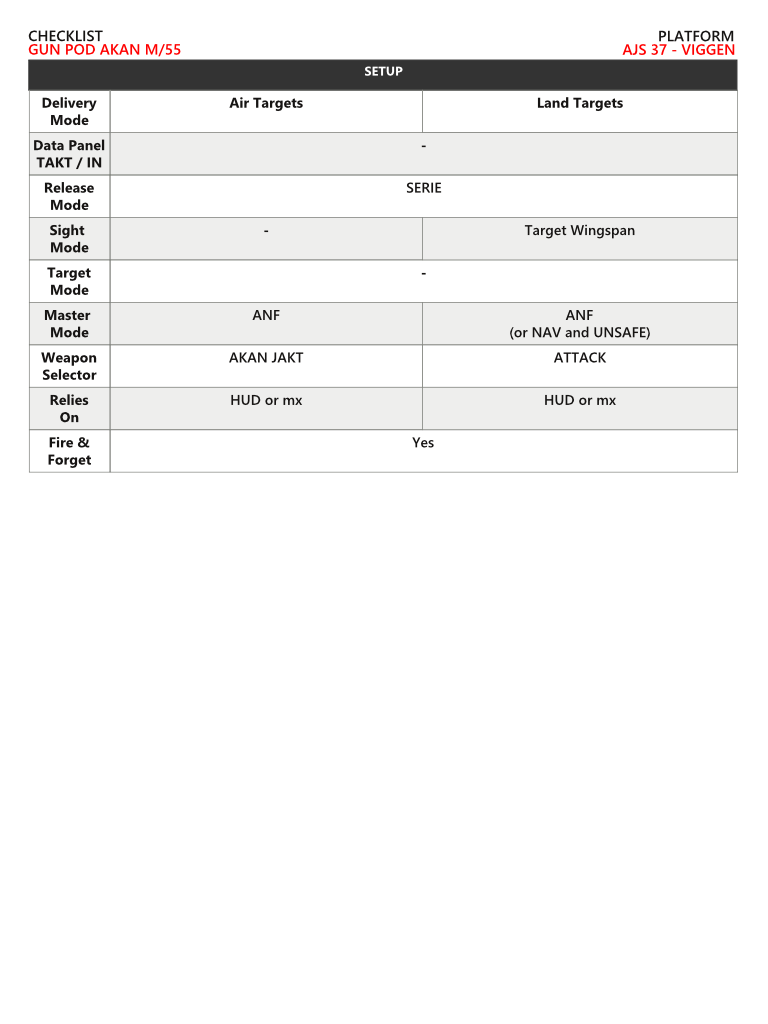 CHECKLIST PLATFORM
GUN POD AKAN M/55 AJS 37 - VIGGEN
SETUP
Delivery Mode Air Targets Land Targets
Data Panel TAKT / IN -
Release Mode SERIE
Sight Mode - Target Wingspan
Target Mode -
Master Mode ANF ANF (or NAV and UNSAFE)
Weapon Selector AKAN JAKT ATTACK
Relies On HUD or mx HUD or mx
Fire & Forget Yes